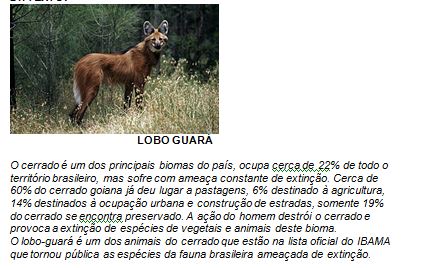 LOBO GUARÁ
O cerrado é um dos principais biomas do país, ocupa cerca de 22% de todo o
território brasileiro, mas sofre com ameaça constante de extinção. Cerca de
60% do cerrado goiana já deu lugar a pastagens, 6% destinado à agricultura,
14% destinados à ocupação urbana e construção de estradas, somente 19%
do cerrado se encontra preservado. A ação do homem destrói o cerrado e
provoca a extinção de espécies de vegetais e animais deste bioma.
O lobo-guará é um dos animais do cerrado que estão na lista oficial do IBAMA
que tornou pública as espécies da fauna brasileira ameaçada de extinção.